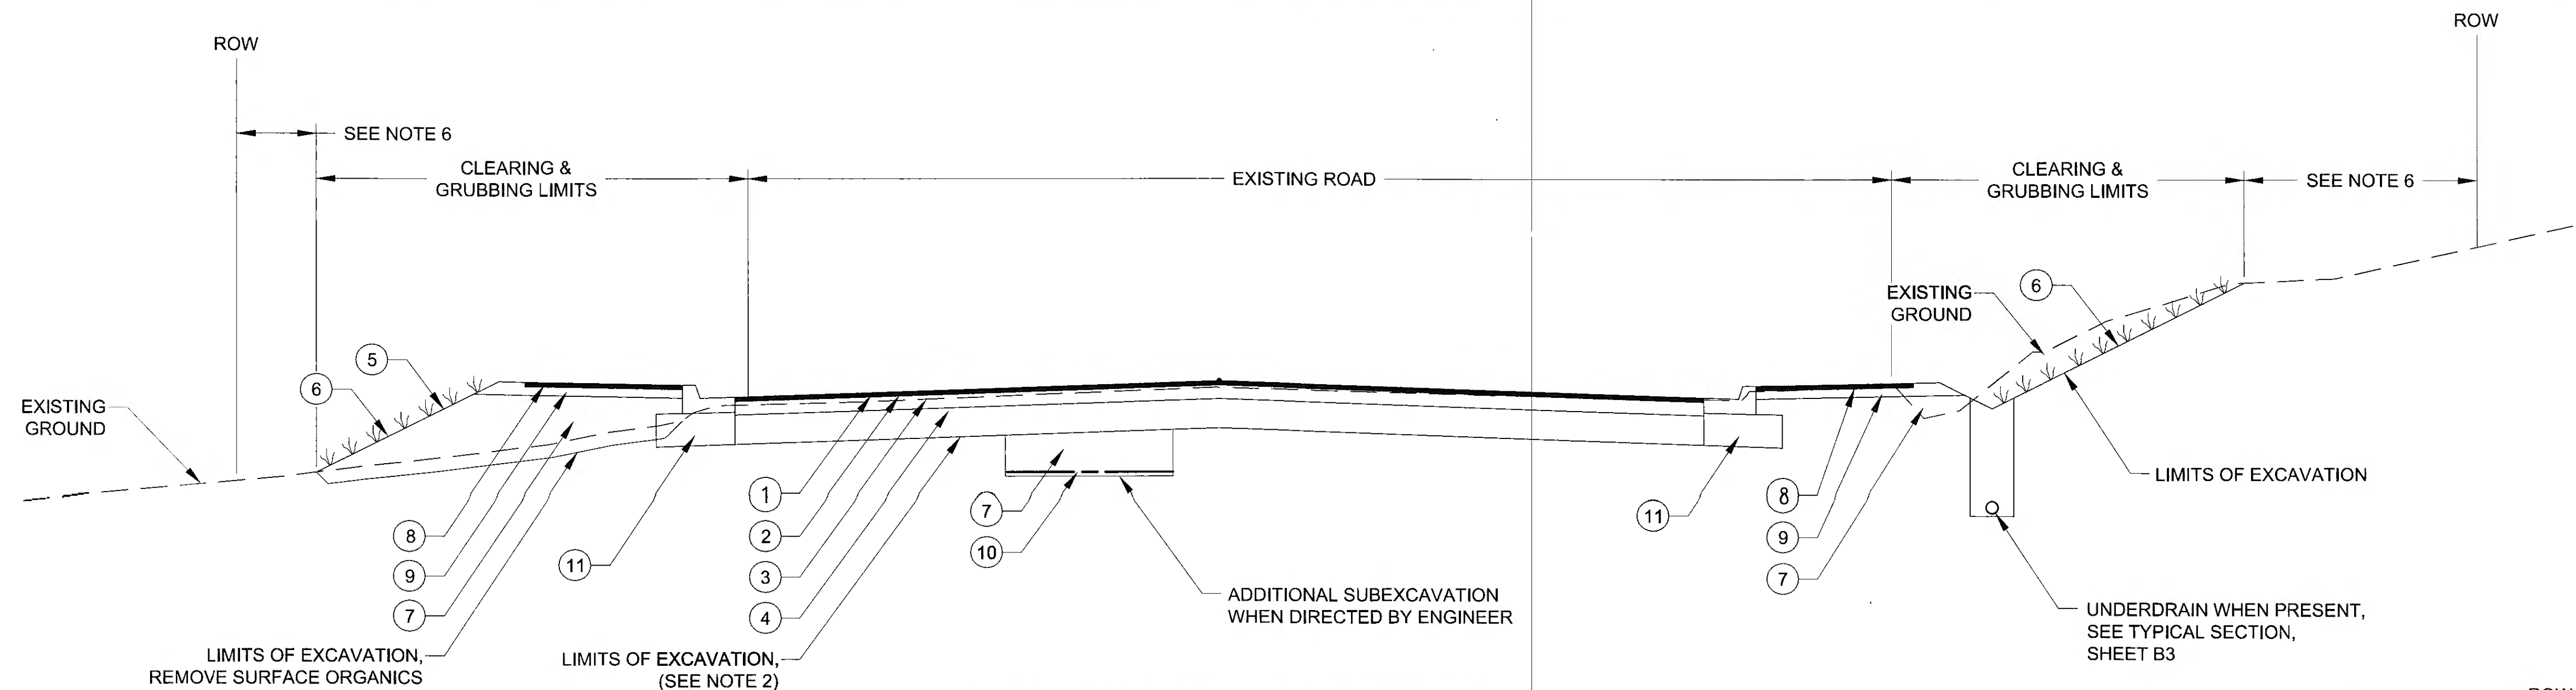 ROW
ROW
SEE NOTE 6
CLEARING &
GRUBBING LIMITS
EXISTING ROAD
CLEARING &
GRUBBING LIMITS
SEE NOTE 6
EXISTING
GROUND
6
5
6
EXISTING
GROUND
LIMITS OF EXCAVATION
8
9
7
LIMITS OF EXCAVATION,
REMOVE SURFACE ORGANICS
11
1
2
3
4
LIMITS OF EXCAVATION,
(SEE NOTE 2)
7
10
ADDITIONAL SUBEXCAVATION
WHEN DIRECTED BY ENGINEER
11
8
9
7
UNDERDRAIN WHEN PRESENT,
SEE TYPICAL SECTION,
SHEET B3